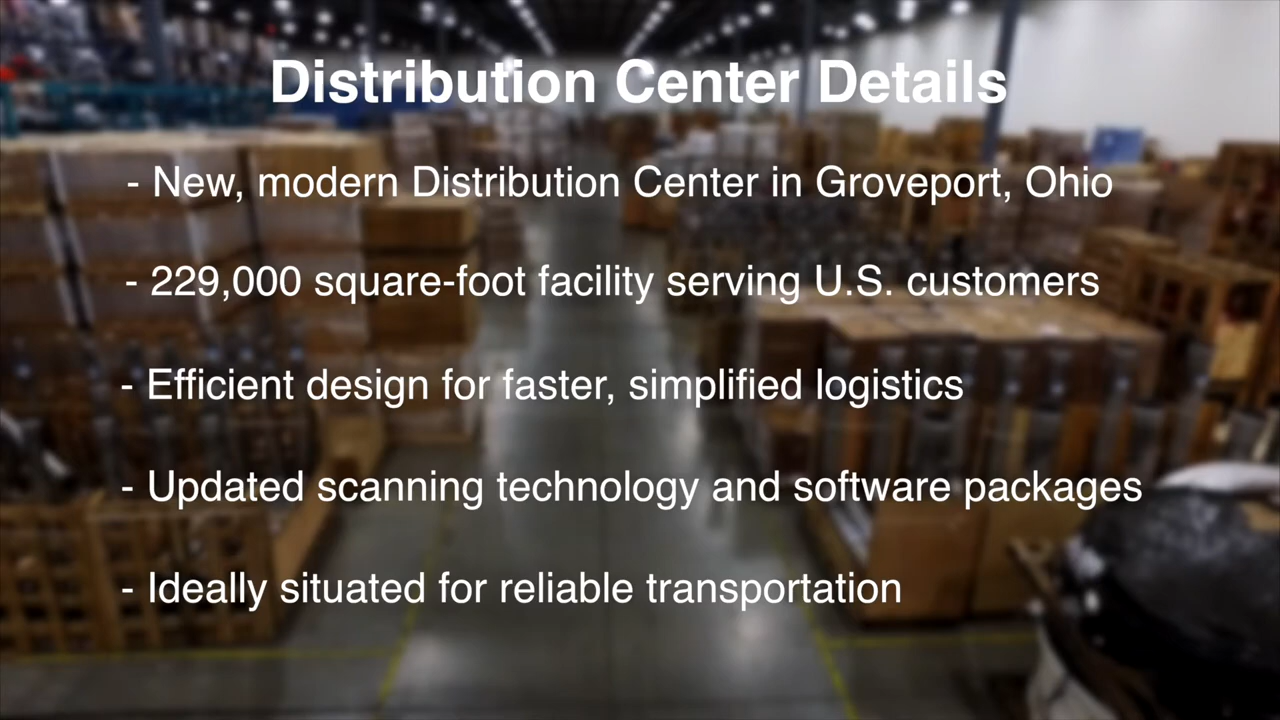 Distribution Center Details
- New, modern Distribution Center in Groveport, Ohio
- 229,000 square-foot facility serving U.S. customers
- Efficient design for faster, simplified logistics
- Updated scanning technology and software packages
- Ideally situated for reliable transportation